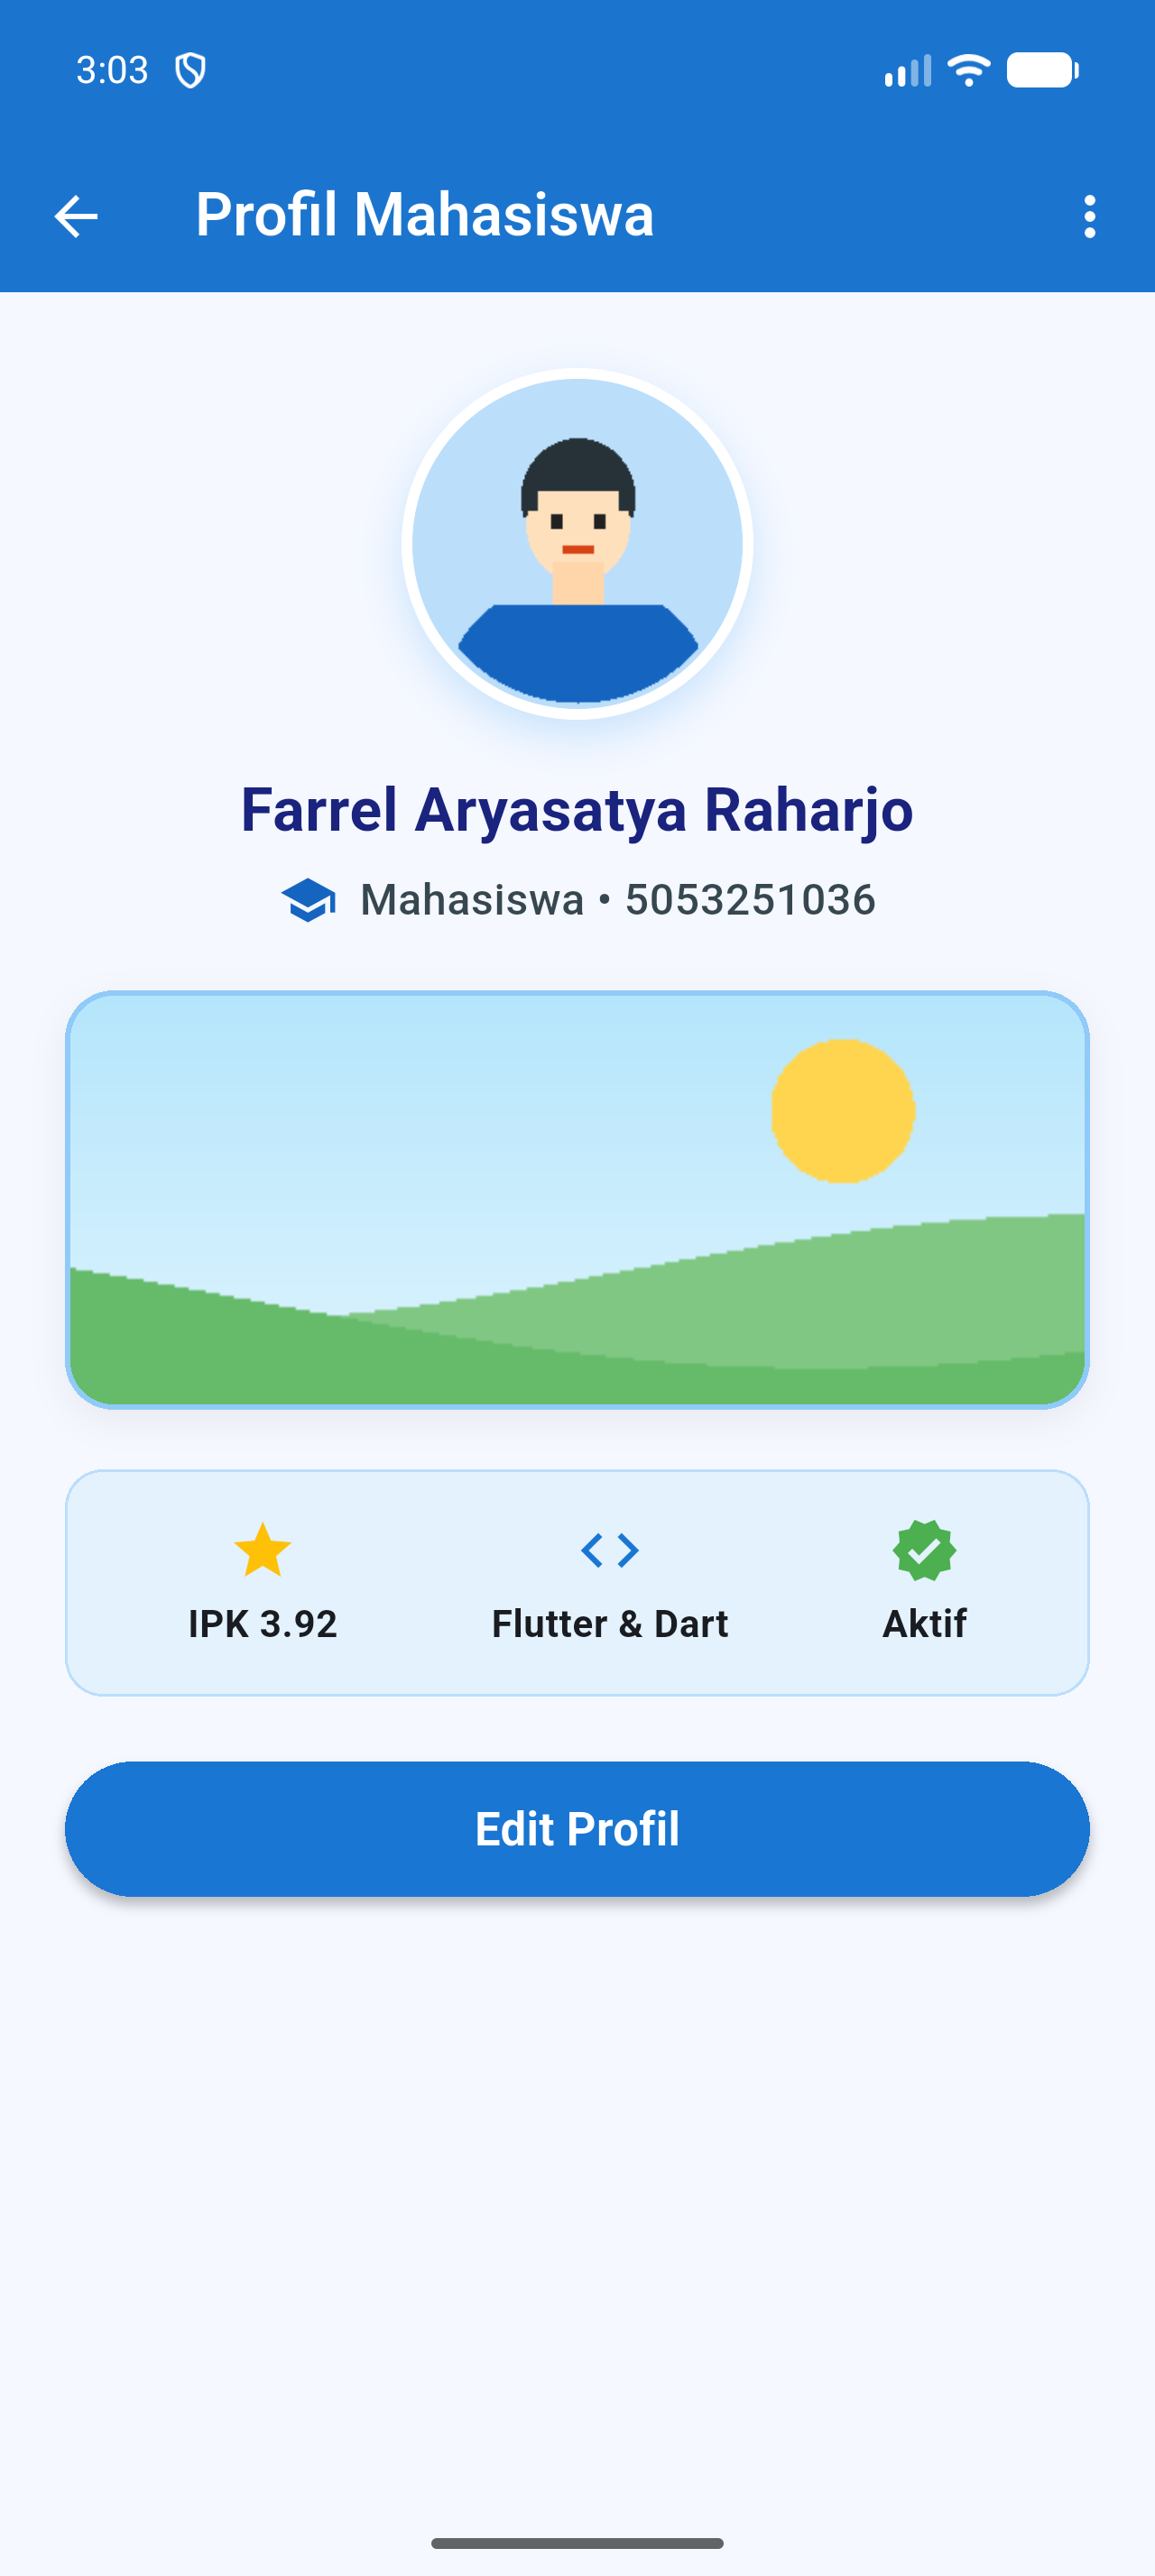 3:03
Profil Mahasiswa
Farrel Aryasatya Raharjo
Mahasiswa • 5053251036
IPK 3.92
Flutter & Dart
Aktif
Edit Profil